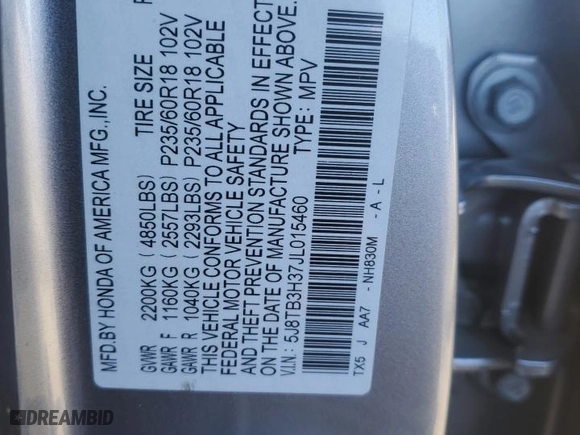 MFD.BY HONDA OF AMERICA MFG.,INC.
TIRE SIZE
GVWR 2200KG ( 4850LBS )
GAWR F 1160KG ( 2557LBS ) P235/60R18 102V
GAWR R 1040KG ( 2293LBS ) P235/60R18 102V
THIS VEHICLE CONFORMS TO ALL APPLICABLE
FEDERAL MOTOR VEHICLE SAFETY
AND THEFT PREVENTION STANDARDS IN EFFECT
ON THE DATE OF MANUFACTURE SHOWN ABOVE.
V.I.N: 5J8TB3H37JL015460 TYPE: MPV
TX5 J AA7 - NH830M - A - L
DREAMBID